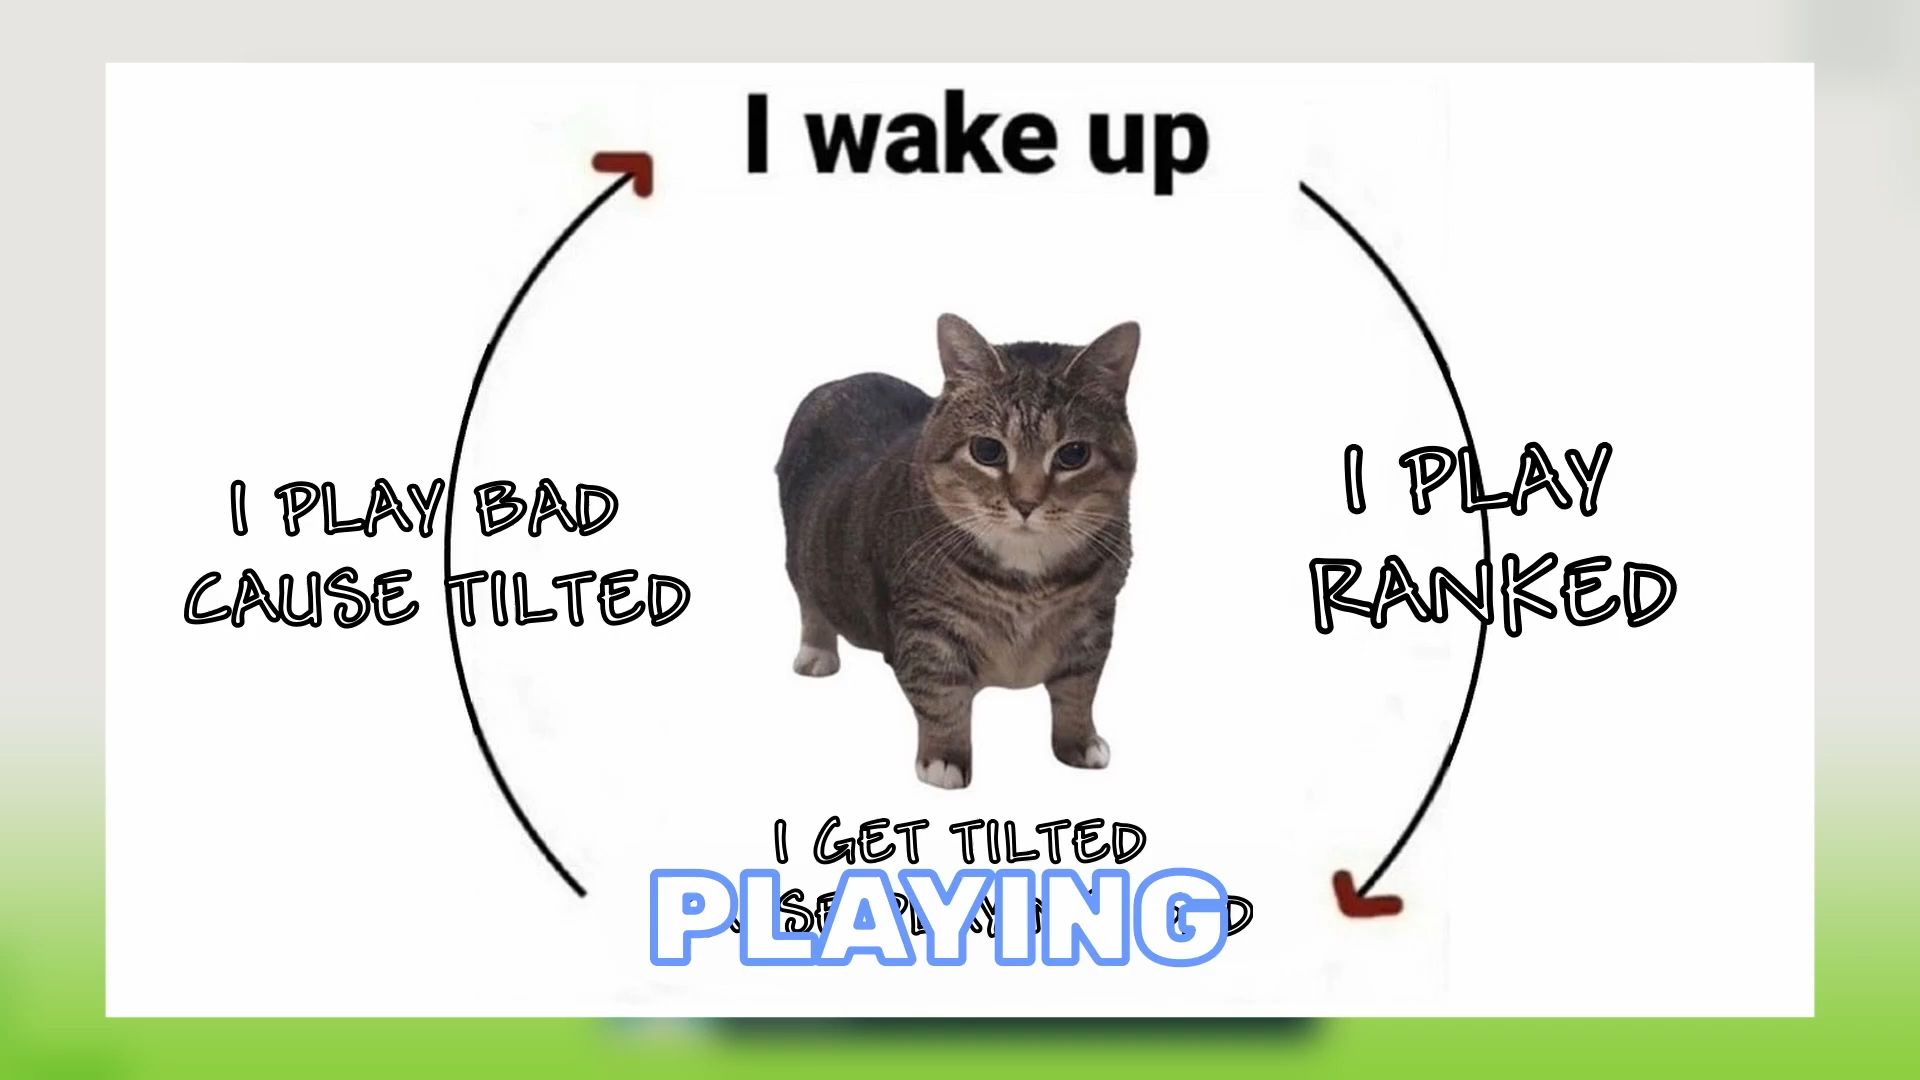 I wake up
I PLAY
RANKED
I GET TILTED
PLAYING
I PLAY BAD
CAUSE TILTED